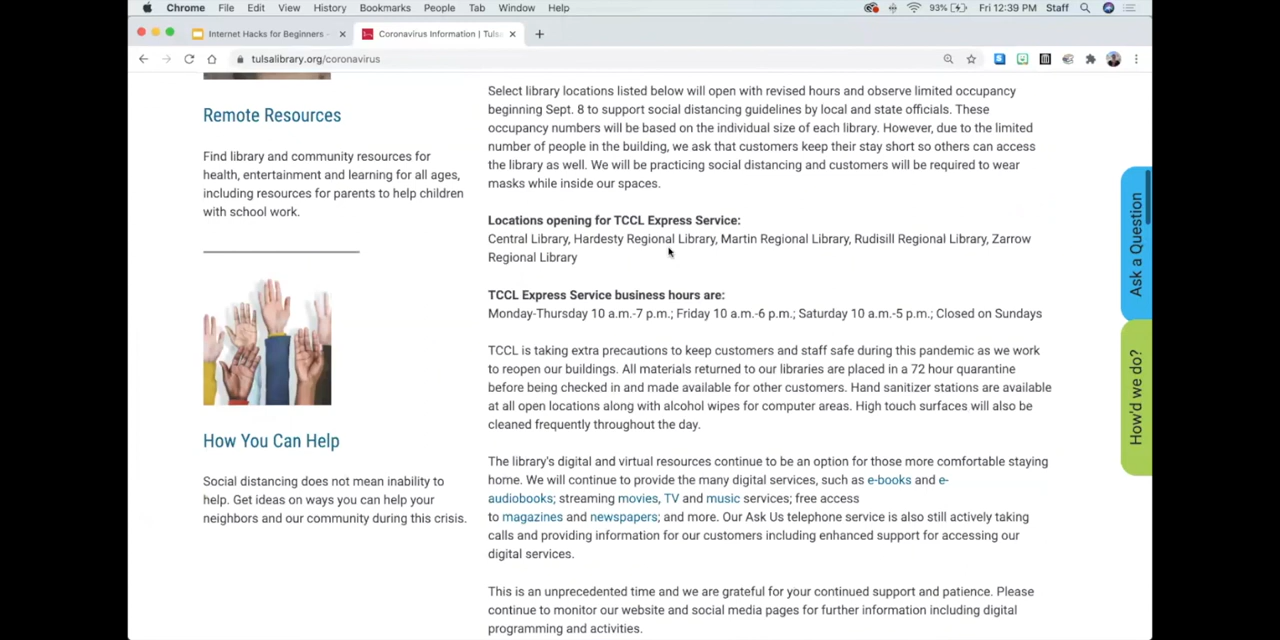 Chrome File Edit View History Bookmarks People Tab Window Help 93% Fri 12:39 PM Staff
Internet Hacks for Beginners - Coronavirus Information | Tuls
tulsalibrary.org/coronavirus
Remote Resources
Find library and community resources for
health, entertainment and learning for all ages,
including resources for parents to help children
with school work.
How You Can Help
Social distancing does not mean inability to
help. Get ideas on ways you can help your
neighbors and our community during this crisis.
Select library locations listed below will open with revised hours and observe limited occupancy
beginning Sept. 8 to support social distancing guidelines by local and state officials. These
occupancy numbers will be based on the individual size of each library. However, due to the limited
number of people in the building, we ask that customers keep their stay short so others can access
the library as well. We will be practicing social distancing and customers will be required to wear
masks while inside our spaces.
Locations opening for TCCL Express Service:
Central Library, Hardesty Regional Library, Martin Regional Library, Rudisill Regional Library, Zarrow
Regional Library
TCCL Express Service business hours are:
Monday-Thursday 10 a.m.-7 p.m.; Friday 10 a.m.-6 p.m.; Saturday 10 a.m.-5 p.m.; Closed on Sundays
TCCL is taking extra precautions to keep customers and staff safe during this pandemic as we work
to reopen our buildings. All materials returned to our libraries are placed in a 72 hour quarantine
before being checked in and made available for other customers. Hand sanitizer stations are available
at all open locations along with alcohol wipes for computer areas. High touch surfaces will also be
cleaned frequently throughout the day.
The library's digital and virtual resources continue to be an option for those more comfortable staying
home. We will continue to provide the many digital services, such as e-books and e-
audiobooks; streaming movies, TV and music services; free access
to magazines and newspapers; and more. Our Ask Us telephone service is also still actively taking
calls and providing information for our customers including enhanced support for accessing our
digital services.
This is an unprecedented time and we are grateful for your continued support and patience. Please
continue to monitor our website and social media pages for further information including digital
programming and activities.
Ask a Question
How'd we do?